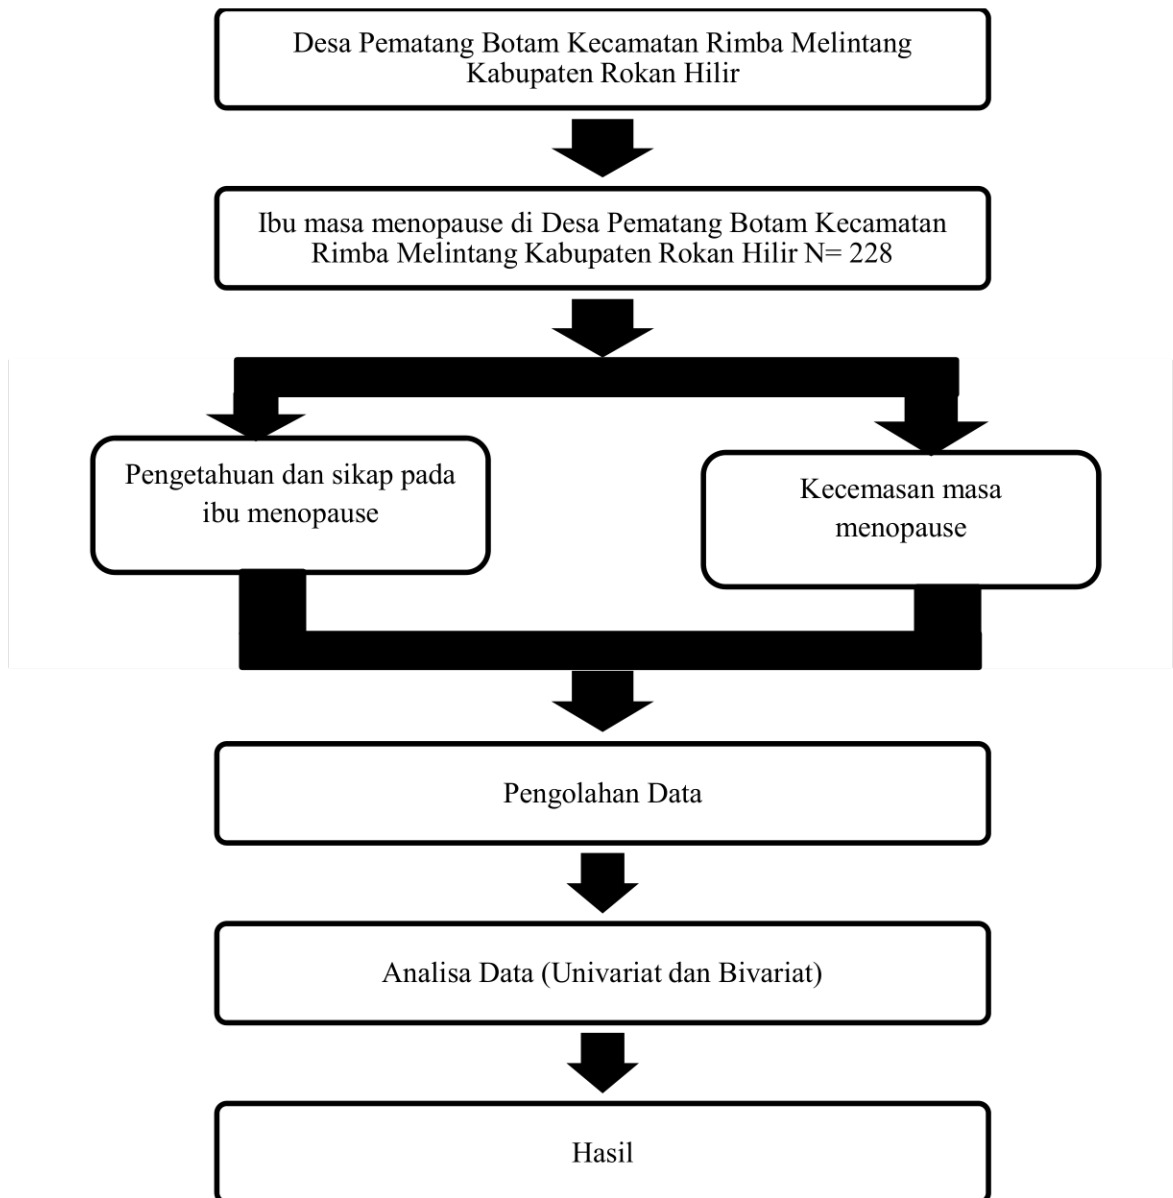 Desa Pematang Botam Kecamatan Rimba Melintang
Kabupaten Rokan Hilir
Ibu masa menopause di Desa Pematang Botam Kecamatan
Rimba Melintang Kabupaten Rokan Hilir N= 228
Pengetahuan dan sikap pada
ibu menopause
Kecemasan masa
menopause
Pengolahan Data
Analisa Data (Univariat dan Bivariat)
Hasil